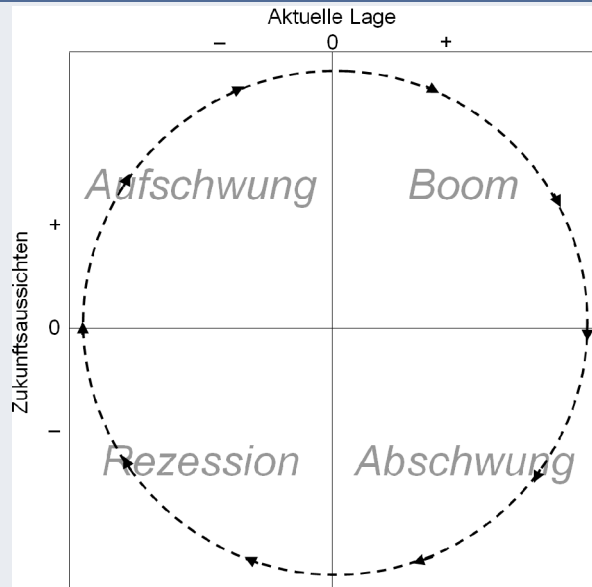 Aktuelle Lage
– 0 +
Aufschwung Boom
+
Zukunftsaussichten
0
–
Rezession Abschwung